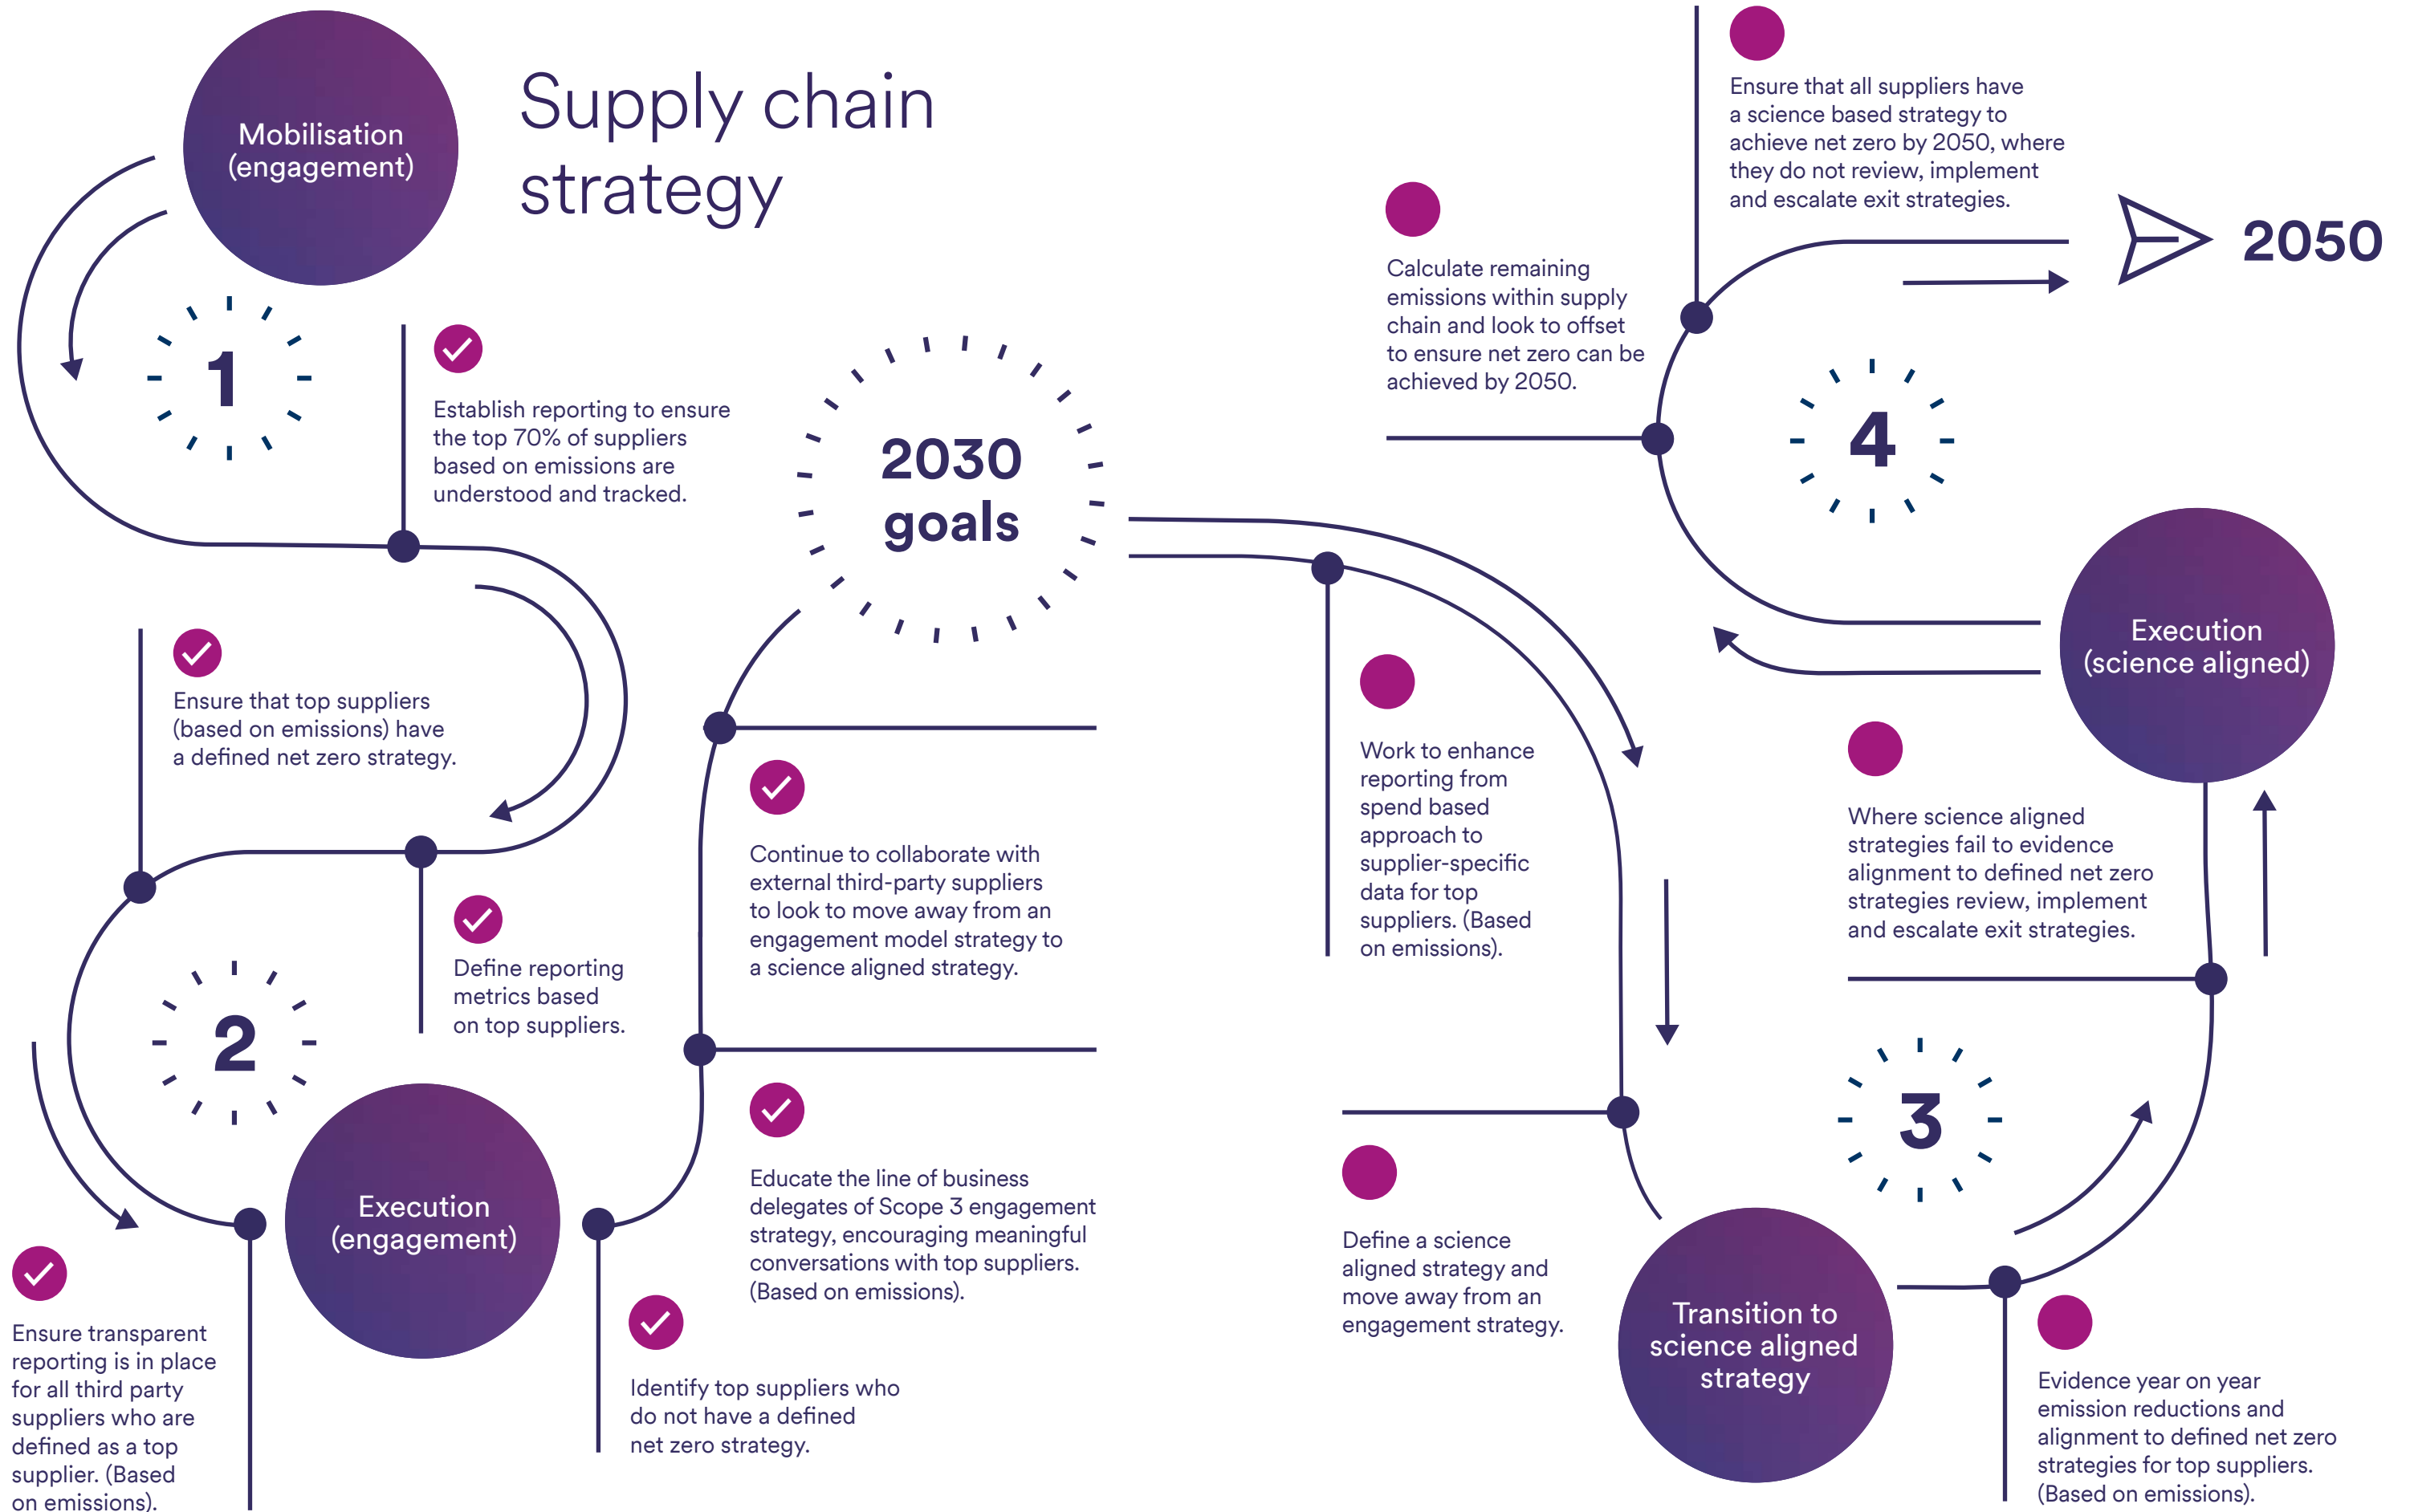 Supply chain
strategy
Mobilisation
(engagement)
1
Establish reporting to ensure
the top 70% of suppliers
based on emissions are
understood and tracked.
Define reporting
metrics based
on top suppliers.
Ensure that top suppliers
(based on emissions) have
a defined net zero strategy.
2
Ensure transparent
reporting is in place
for all third party
suppliers who are
defined as a top
supplier. (Based
on emissions).
Execution
(engagement)
Identify top suppliers who
do not have a defined
net zero strategy.
Educate the line of business
delegates of Scope 3 engagement
strategy, encouraging meaningful
conversations with top suppliers.
(Based on emissions).
Continue to collaborate with
external third-party suppliers
to look to move away from an
engagement model strategy to
a science aligned strategy.
2030
goals
Work to enhance
reporting from
spend based
approach to
supplier-specific
data for top
suppliers. (Based
on emissions).
Define a science
aligned strategy and
move away from an
engagement strategy.
Transition to
science aligned
strategy
3
Evidence year on year
emission reductions and
alignment to defined net zero
strategies for top suppliers.
(Based on emissions).
Where science aligned
strategies fail to evidence
alignment to defined net zero
strategies review, implement
and escalate exit strategies.
Execution
(science aligned)
4
Calculate remaining
emissions within supply
chain and look to offset
to ensure net zero can be
achieved by 2050.
Ensure that all suppliers have
a science based strategy to
achieve net zero by 2050, where
they do not review, implement
and escalate exit strategies.
2050